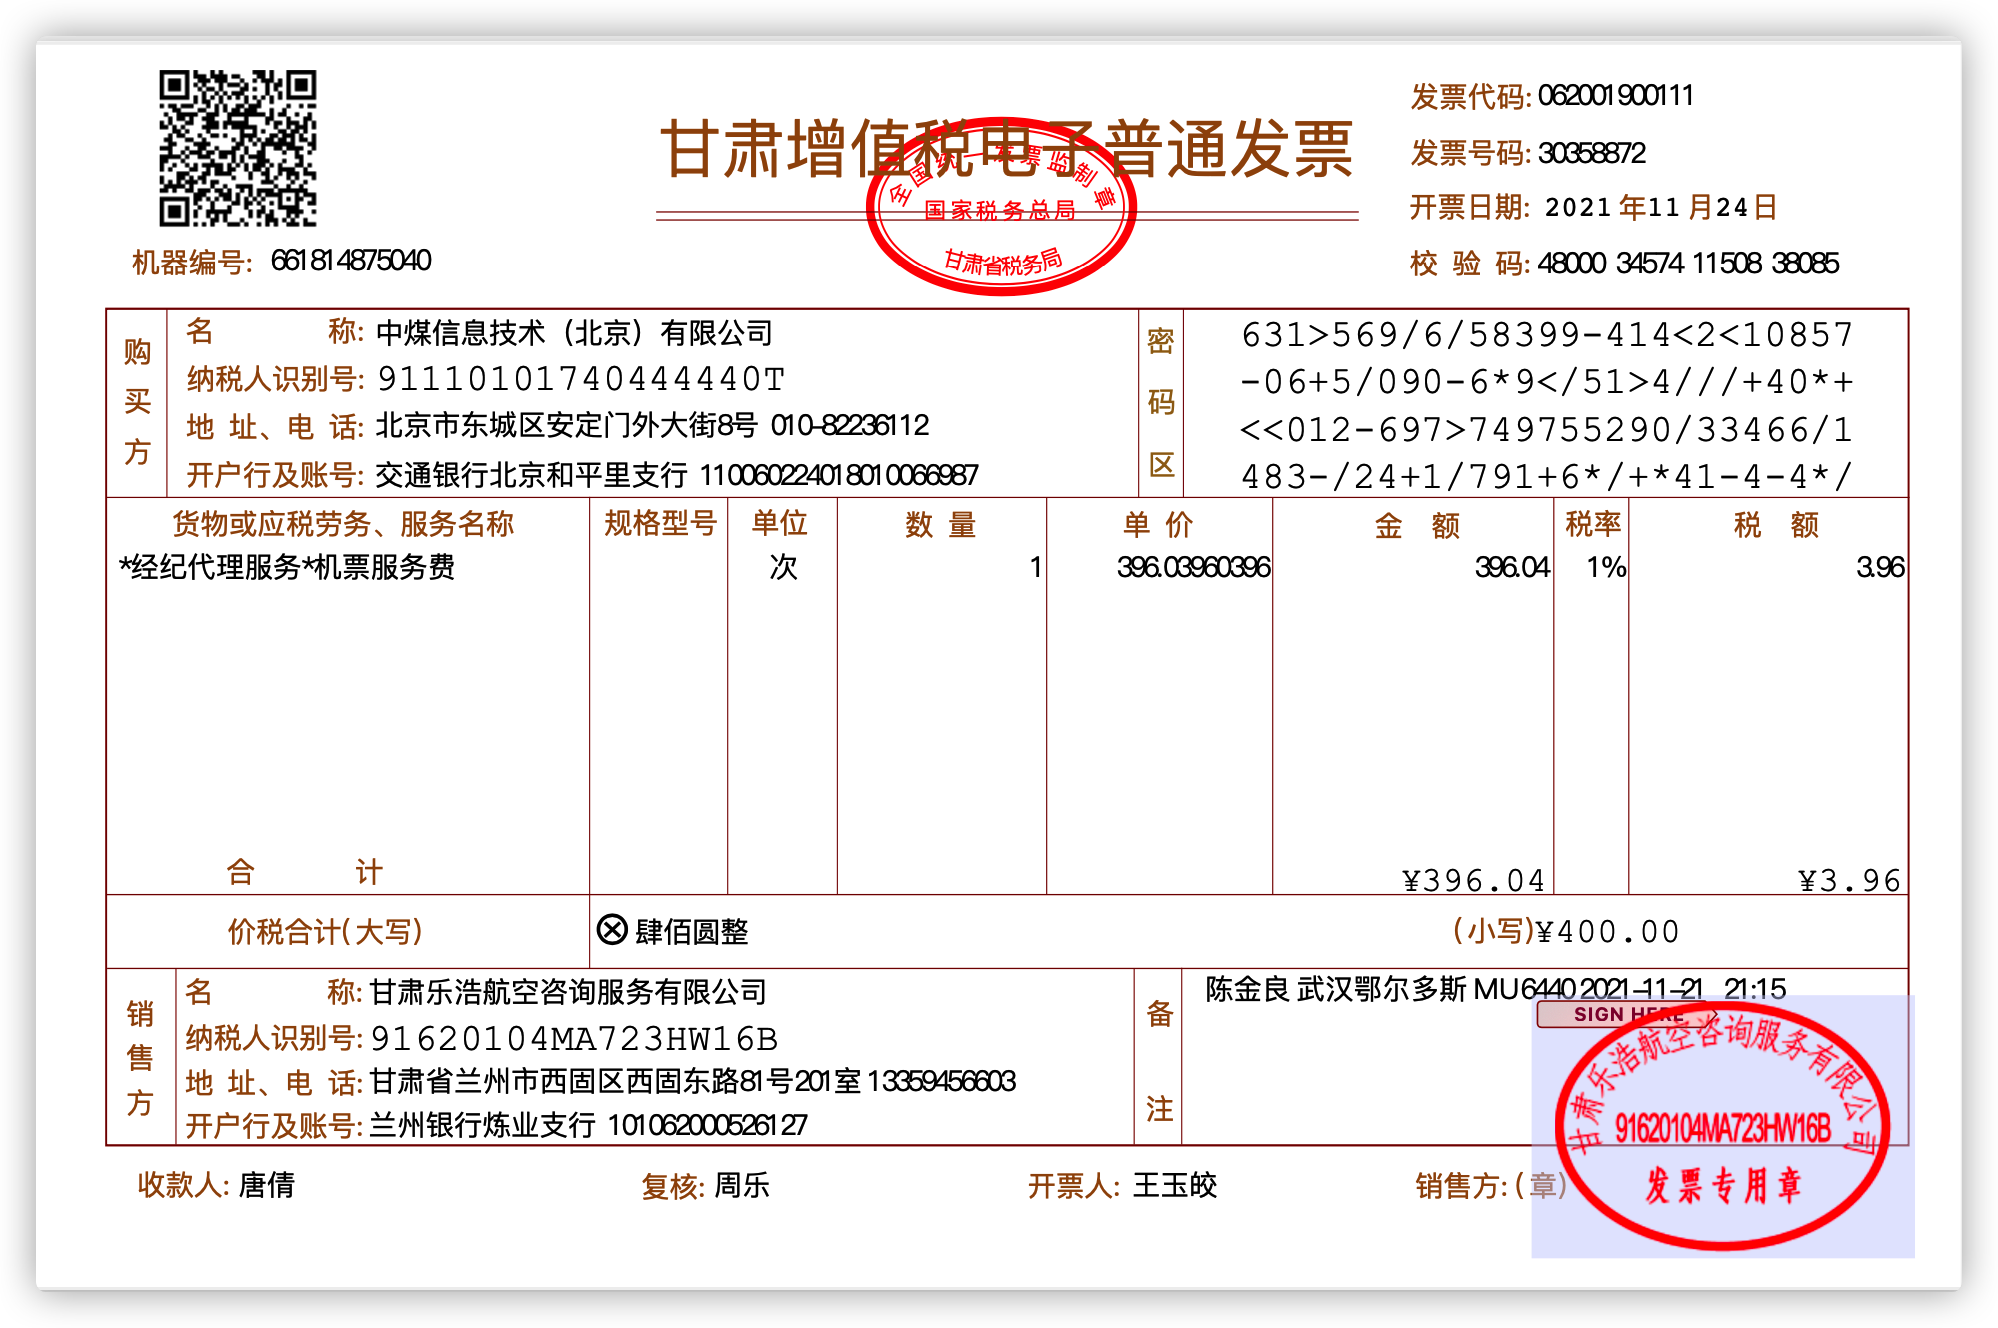 发票代码: 062001900111
甘肃增值税电子普通发票
发票号码: 30358872
全国统一发票监制章
国家税务总局
甘肃省税务局
开票日期: 2021 年11 月24日
机器编号: 661814875040
校 验 码: 48000 34574 11508 38085
购买方
名 称: 中煤信息技术（北京）有限公司
纳税人识别号: 91110101740444440T
地 址、电 话: 北京市东城区安定门外大街8号 010-82236112
开户行及账号: 交通银行北京和平里支行 110060224018010066987
密码区
631>569/6/58399-414<2<10857
-06+5/090-6*9</51>4///+40*+
<<012-697>749755290/33466/1
483-/24+1/791+6*/+*41-4-4*/
货物或应税劳务、服务名称 规格型号 单位 数 量 单 价 金 额 税率 税 额
*经纪代理服务*机票服务费 次 1 396.03960396 396.04 1% 3.96
合 计 ¥396.04 ¥3.96
价税合计(大写) ⊗肆佰圆整 (小写)¥400.00
销售方
名 称: 甘肃乐浩航空咨询服务有限公司
纳税人识别号: 91620104MA723HW16B
地 址、电 话: 甘肃省兰州市西固区西固东路81号201室 13359456603
开户行及账号: 兰州银行炼业支行 101062000526127
备注
陈金良 武汉鄂尔多斯 MU6440 2021-11-21 21:15
SIGN HERE
甘肃乐浩航空咨询服务有限公司
91620104MA723HW16B
发票专用章
收款人: 唐倩 复核: 周乐 开票人: 王玉皎 销售方: (章)